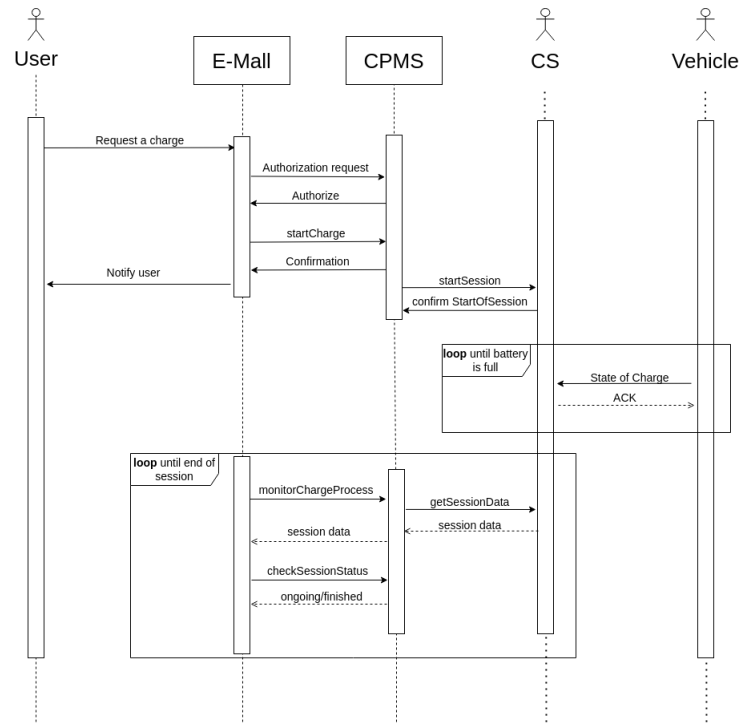 User
E-Mall
CPMS
CS
Vehicle
Request a charge
Authorization request
Authorize
startCharge
Confirmation
Notify user
startSession
confirm StartOfSession
loop until battery
is full
State of Charge
ACK
loop until end of
session
monitorChargeProcess
getSessionData
session data
session data
checkSessionStatus
ongoing/finished